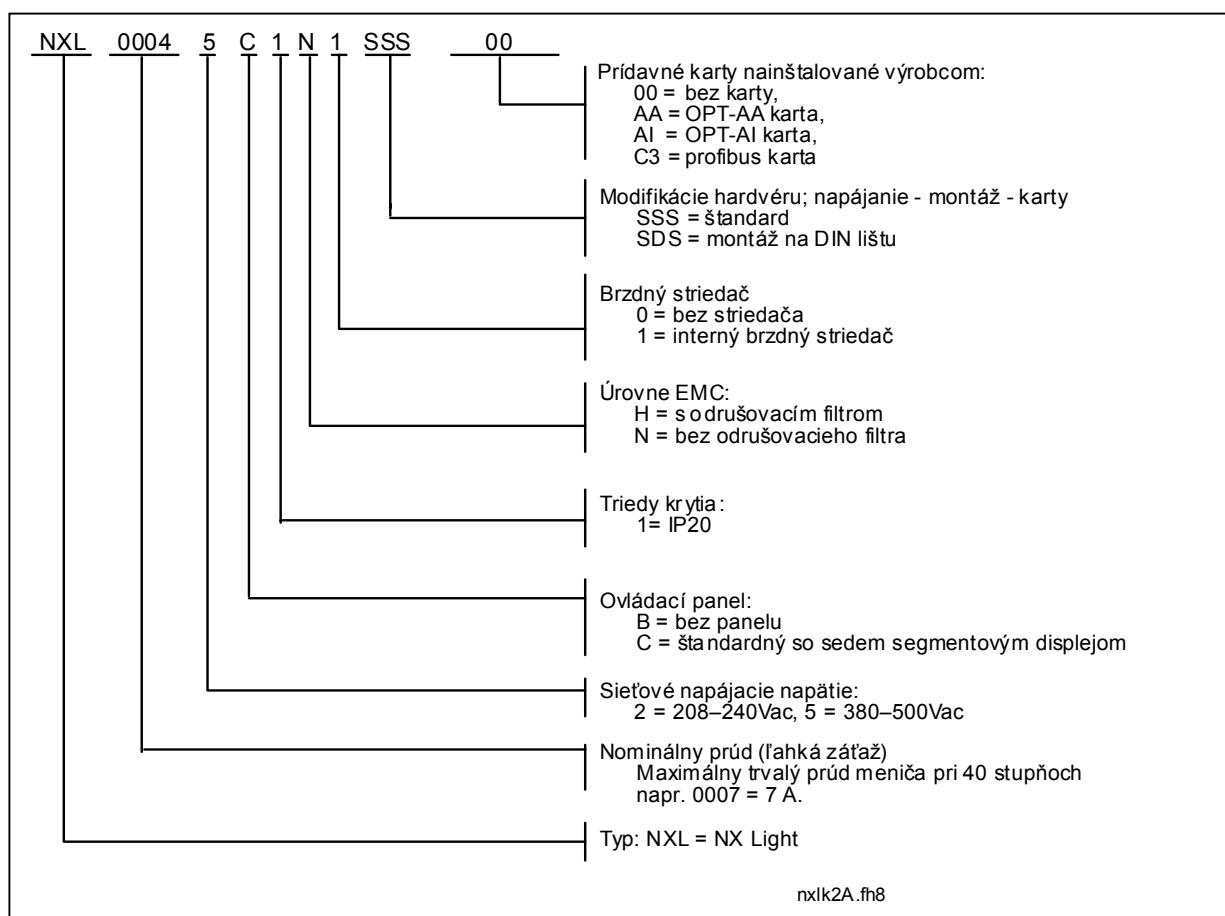 NXL 0004 5 C 1 N 1 SSS 00
Prídavné karty nainštalované výrobcom:
00 = bez karty,
AA = OPT-AA karta,
AI = OPT-AI karta,
C3 = profibus karta
Modifikácie hardvéru; napájanie - montáž - karty
SSS = štandard
SDS = montáž na DIN lištu
Brzdný striedač
0 = bez striedača
1 = interný brzdný striedač
Úrovne EMC:
H = s odrušovacím filtrom
N = bez odrušovacieho filtra
Triedy krytia:
1= IP20
Ovládací panel:
B = bez panelu
C = štandardný so sedem segmentovým displejom
Sieťové napájacie napätie:
2 = 208–240Vac, 5 = 380–500Vac
Nominálny prúd (ľahká záťaž)
Maximálny trvalý prúd meniča pri 40 stupňoch
napr. 0007 = 7 A.
Typ: NXL = NX Light
nxlk2A.fh8